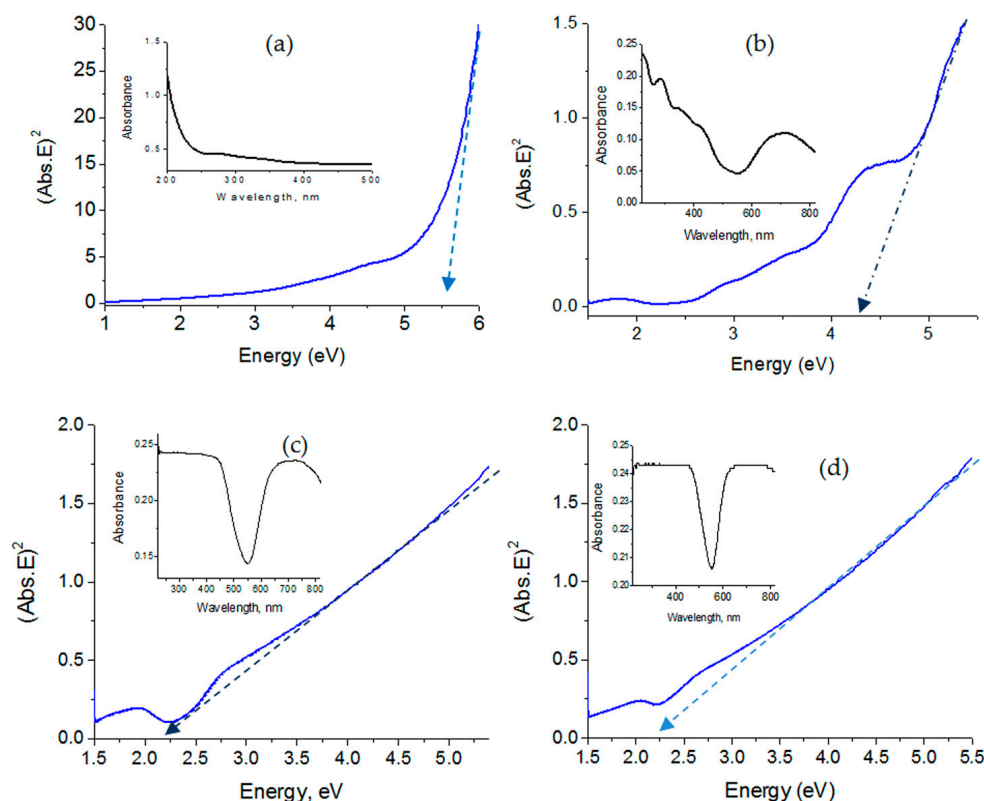 (a)
(Abs.E)²
30
25
20
15
10
5
0
1 2 3 4 5 6
Energy (eV)
Absorbance
1.5
1.0
0.5
200 300 400 500
Wavelength, nm
(b)
(Abs.E)²
1.5
1.0
0.5
0.0
2 3 4 5
Energy (eV)
Absorbance
0.25
0.20
0.15
0.10
0.05
0.00
400 600 800
Wavelength, nm
(c)
(Abs.E)²
2.0
1.5
1.0
0.5
0.0
1.5 2.0 2.5 3.0 3.5 4.0 4.5 5.0
Energy, eV
Absorbance
0.25
0.20
0.15
300 400 500 600 700 800
Wavelength, nm
(d)
(Abs.E)²
2.0
1.5
1.0
0.5
0.0
1.5 2.0 2.5 3.0 3.5 4.0 4.5 5.0 5.5
Energy (eV)
Absorbance
0.25
0.24
0.23
0.22
0.21
0.20
400 600 800
Wavelength, nm